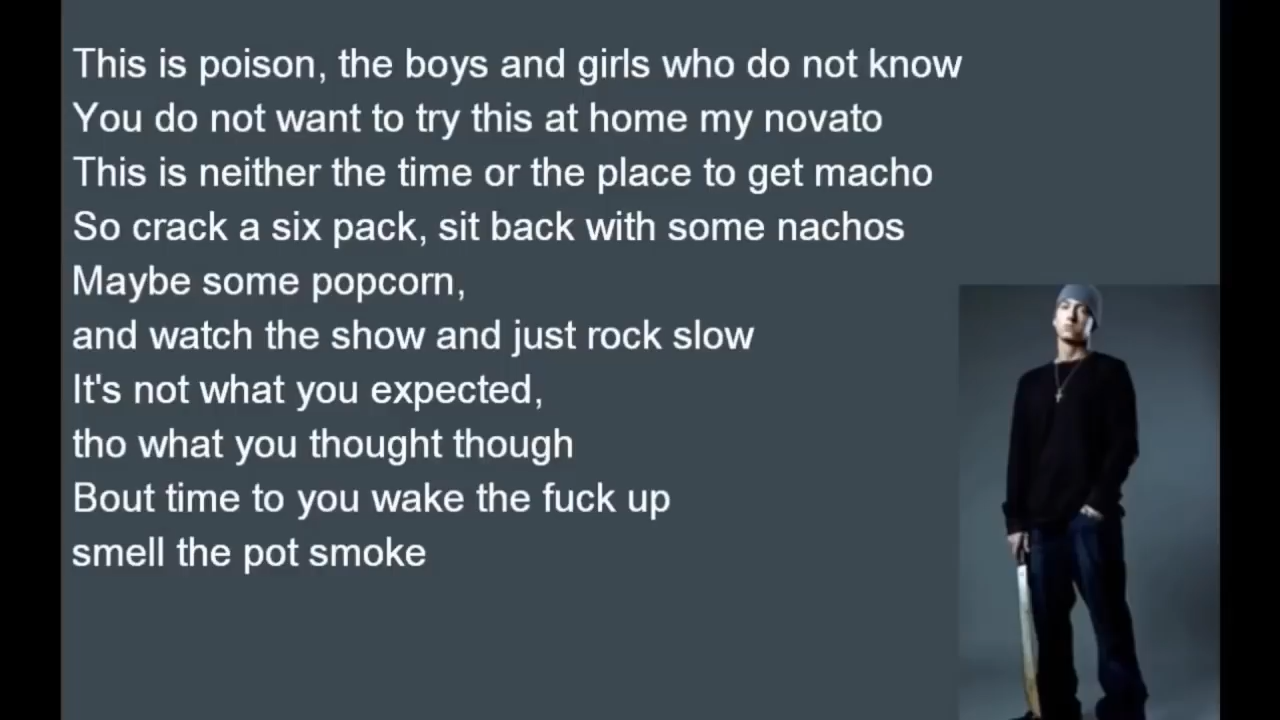 This is poison, the boys and girls who do not know
You do not want to try this at home my novato
This is neither the time or the place to get macho
So crack a six pack, sit back with some nachos
Maybe some popcorn,
and watch the show and just rock slow
It's not what you expected,
tho what you thought though
Bout time to you wake the fuck up
smell the pot smoke